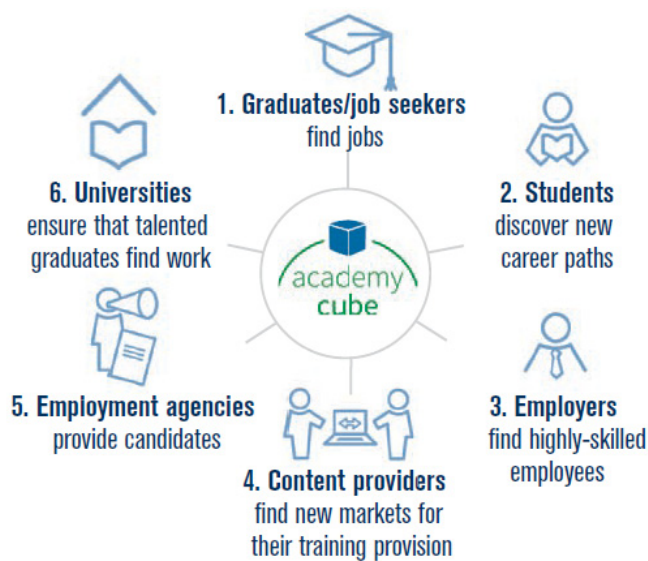 1. Graduates/job seekers
find jobs
2. Students
discover new
career paths
3. Employers
find highly-skilled
employees
4. Content providers
find new markets for
their training provision
5. Employment agencies
provide candidates
6. Universities
ensure that talented
graduates find work
academy
cube